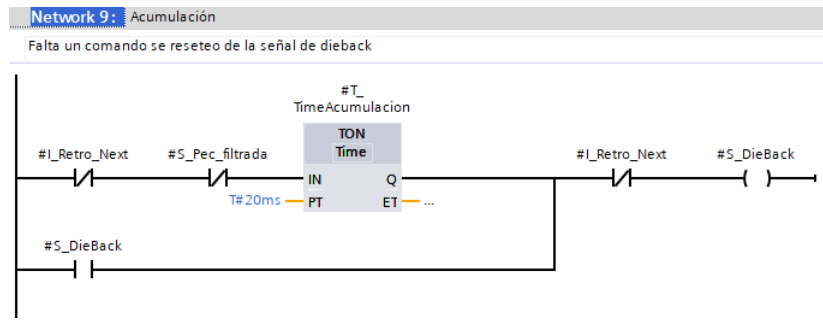 Network 9: Acumulación
Falta un comando se reseteo de la señal de dieback
#T_
TimeAcumulacion
TON
Time
#I_Retro_Next #S_Pec_filtrada #I_Retro_Next #S_DieBack
IN Q
T#20ms PT ET ...
#S_DieBack